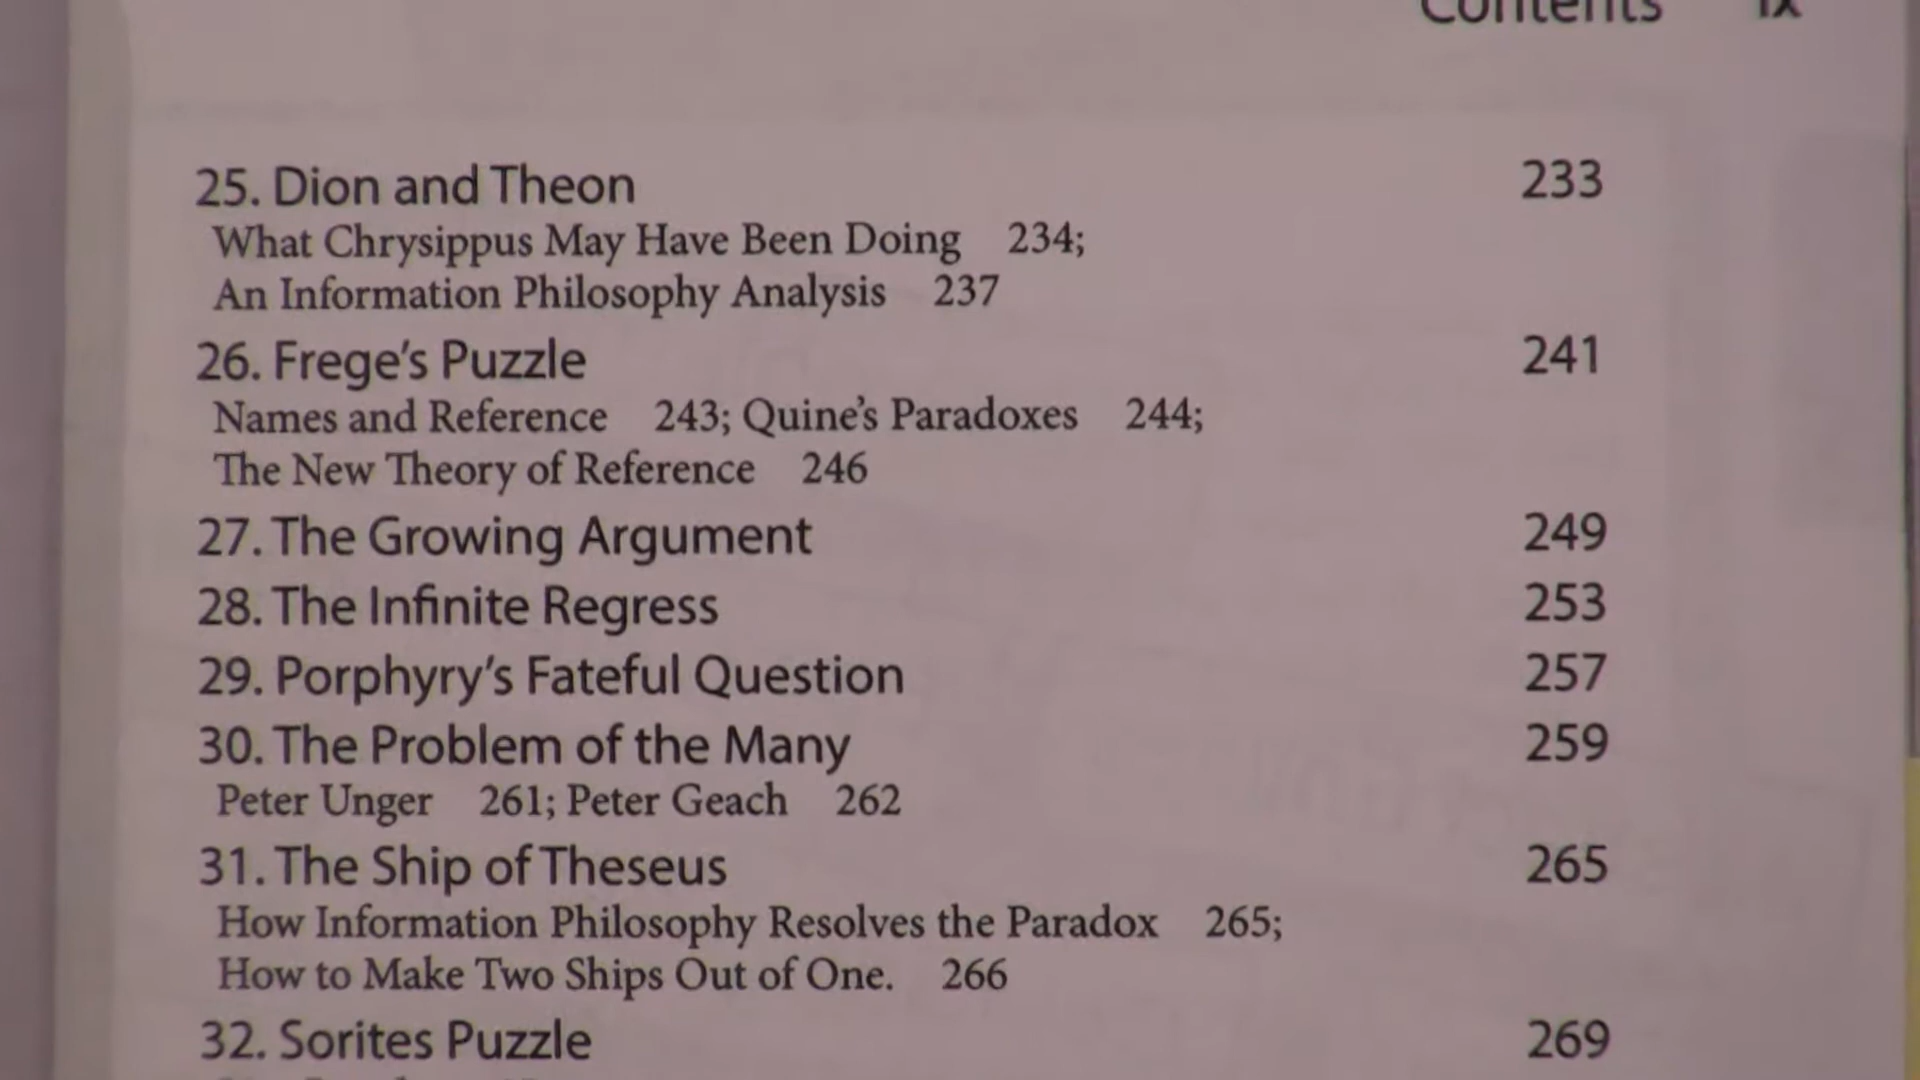 Contents ix
25. Dion and Theon 233
What Chrysippus May Have Been Doing 234;
An Information Philosophy Analysis 237
26. Frege's Puzzle 241
Names and Reference 243; Quine's Paradoxes 244;
The New Theory of Reference 246
27. The Growing Argument 249
28. The Infinite Regress 253
29. Porphyry's Fateful Question 257
30. The Problem of the Many 259
Peter Unger 261; Peter Geach 262
31. The Ship of Theseus 265
How Information Philosophy Resolves the Paradox 265;
How to Make Two Ships Out of One. 266
32. Sorites Puzzle 269